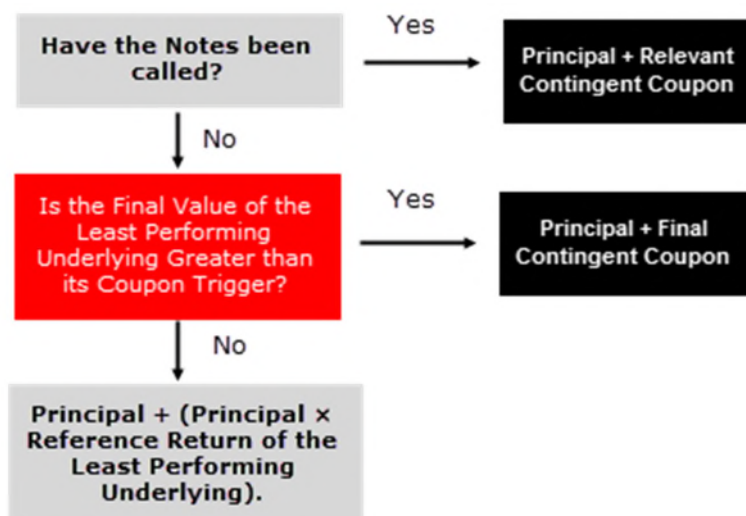 Have the Notes been
called?
Yes
Principal + Relevant
Contingent Coupon
No
Is the Final Value of the
Least Performing
Underlying Greater than
its Coupon Trigger?
Yes
Principal + Final
Contingent Coupon
No
Principal + (Principal ×
Reference Return of the
Least Performing
Underlying).